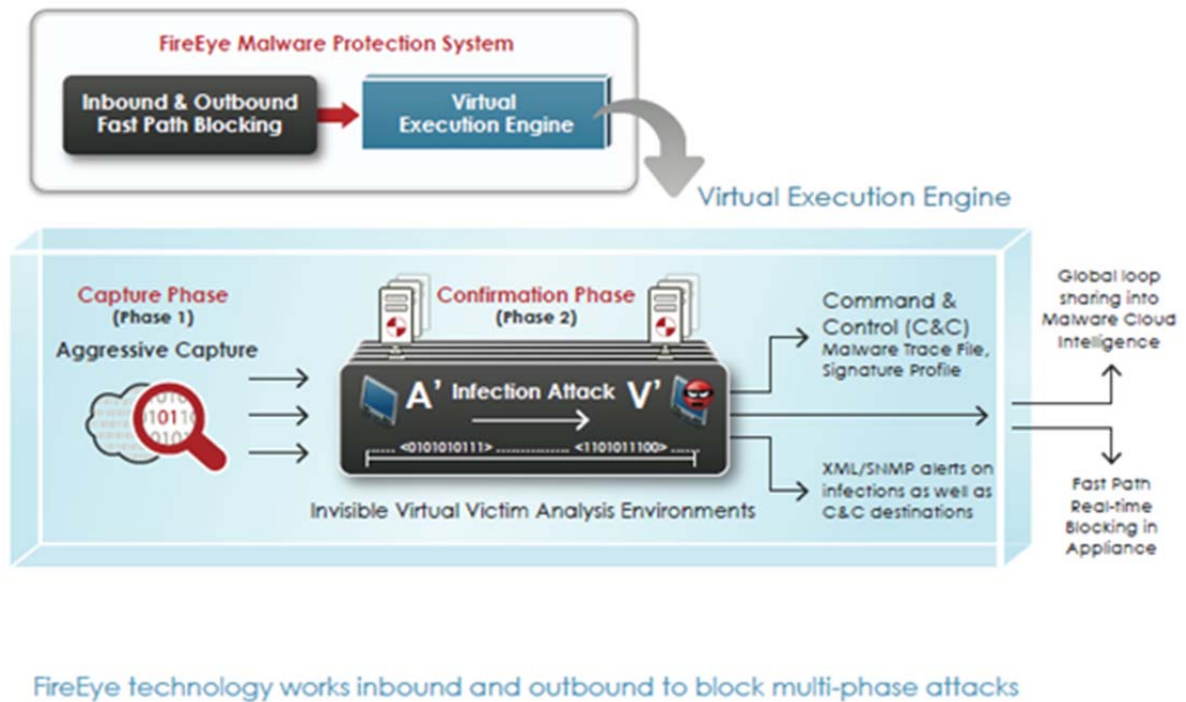 FireEye Malware Protection System
Inbound & Outbound
Fast Path Blocking
Virtual
Execution Engine
Virtual Execution Engine
Capture Phase
(Phase 1)
Aggressive Capture
0101
01011
0101
Confirmation Phase
(Phase 2)
A' Infection Attack V'
<0101010111> <1101011100>
Invisible Virtual Victim Analysis Environments
Command &
Control (C&C)
Malware Trace File,
Signature Profile
XML/SNMP alerts on
infections as well as
C&C destinations
Global loop
sharing into
Malware Cloud
Intelligence
Fast Path
Real-time
Blocking in
Appliance
FireEye technology works inbound and outbound to block multi-phase attacks